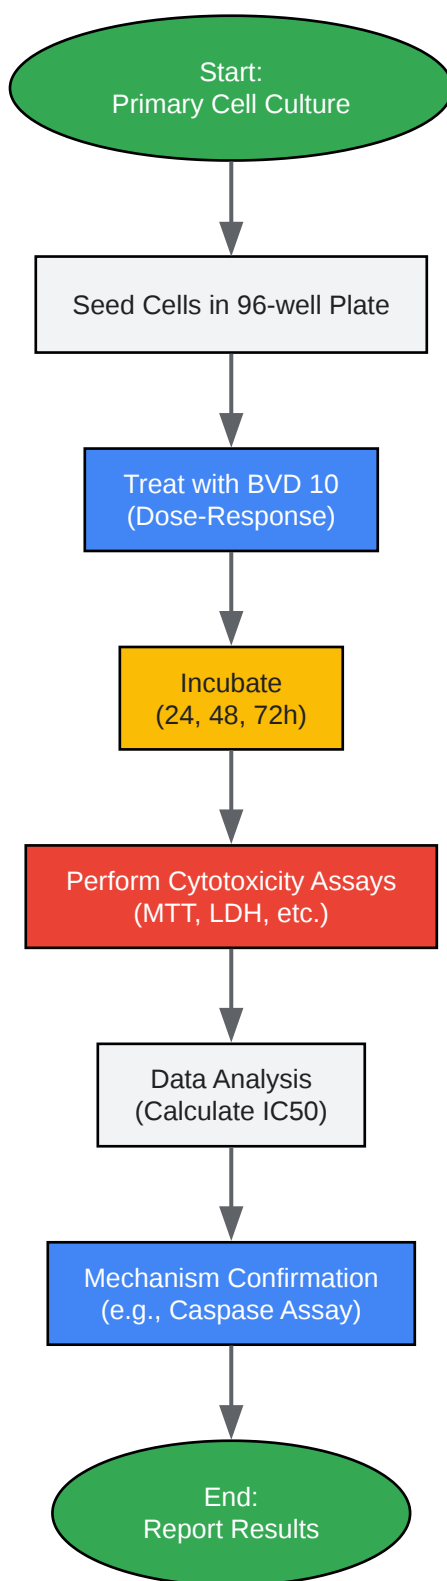 Start:
Primary Cell Culture
Seed Cells in 96-well Plate
Treat with BVD 10
(Dose-Response)
Incubate
(24, 48, 72h)
Perform Cytotoxicity Assays
(MTT, LDH, etc.)
Data Analysis
(Calculate IC50)
Mechanism Confirmation
(e.g., Caspase Assay)
End:
Report Results